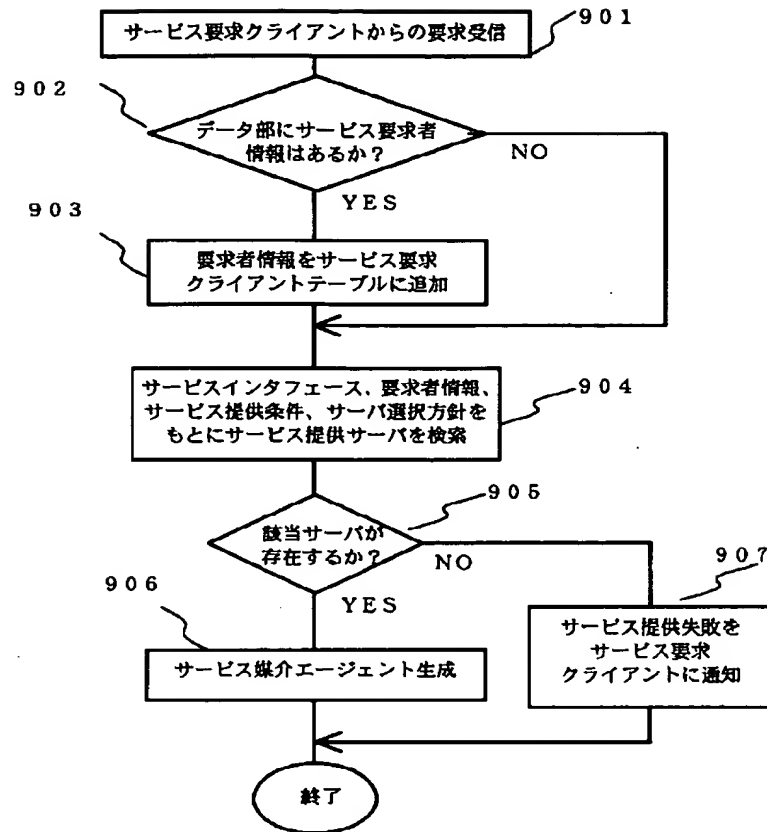 サービス要求クライアントからの要求受信
901
902
データ部にサービス要求者
情報はあるか?
NO
YES
903
要求者情報をサービス要求
クライアントテーブルに追加
サービスインタフェース、要求者情報、
サービス提供条件、サーバ選択方針を
もとにサービス提供サーバを検索
904
905
該当サーバが
存在するか?
NO
YES
906
907
サービス媒介エージェント生成
サービス提供失敗を
サービス要求
クライアントに通知
終了